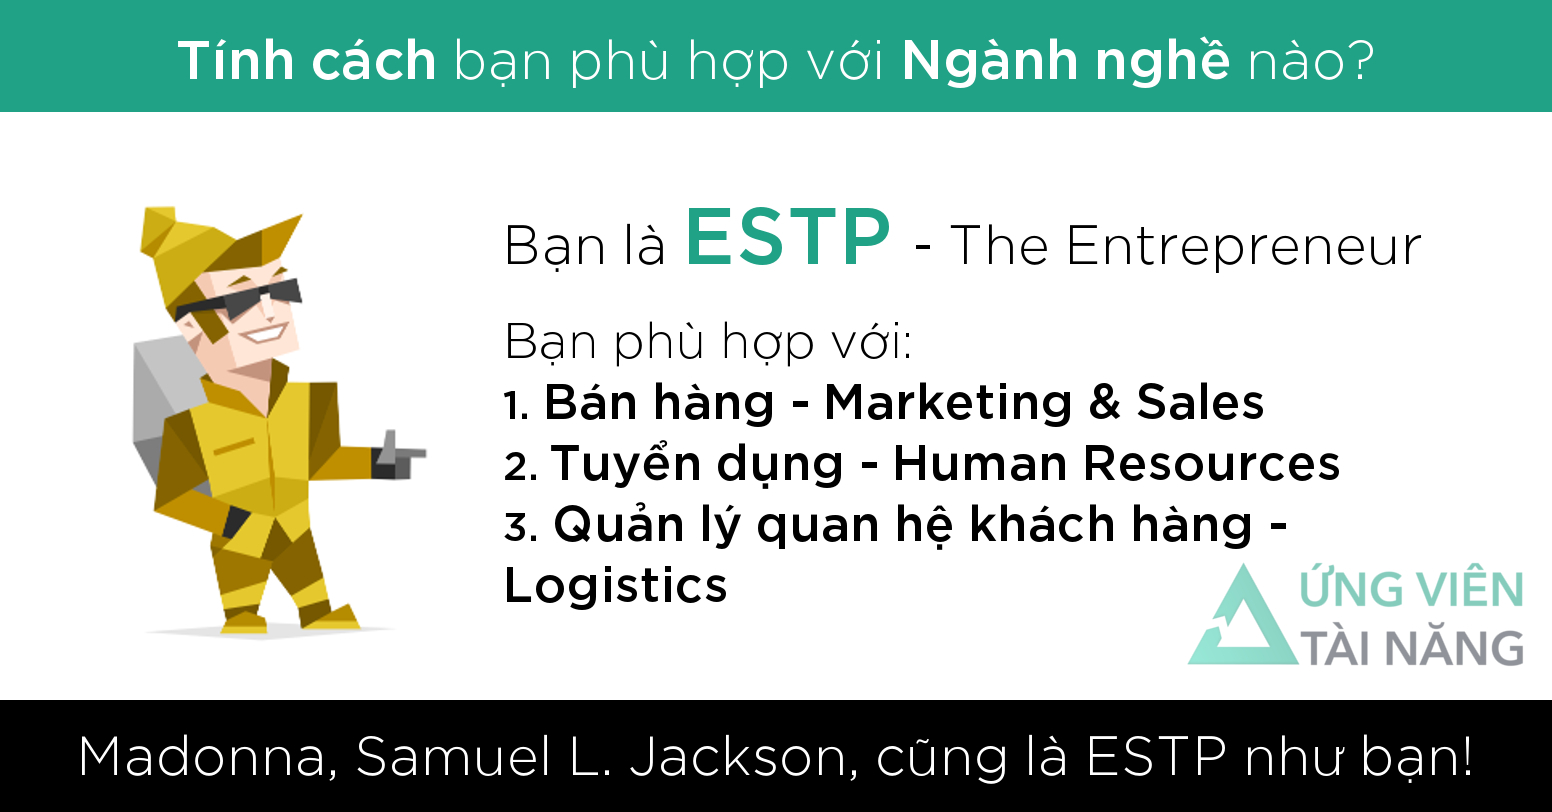 Tính cách bạn phù hợp với Ngành nghề nào?
Bạn là ESTP - The Entrepreneur
Bạn phù hợp với:
1. Bán hàng - Marketing & Sales
2. Tuyển dụng - Human Resources
3. Quản lý quan hệ khách hàng -
Logistics
ỨNG VIÊN
TÀI NĂNG
Madonna, Samuel L. Jackson, cũng là ESTP như bạn!